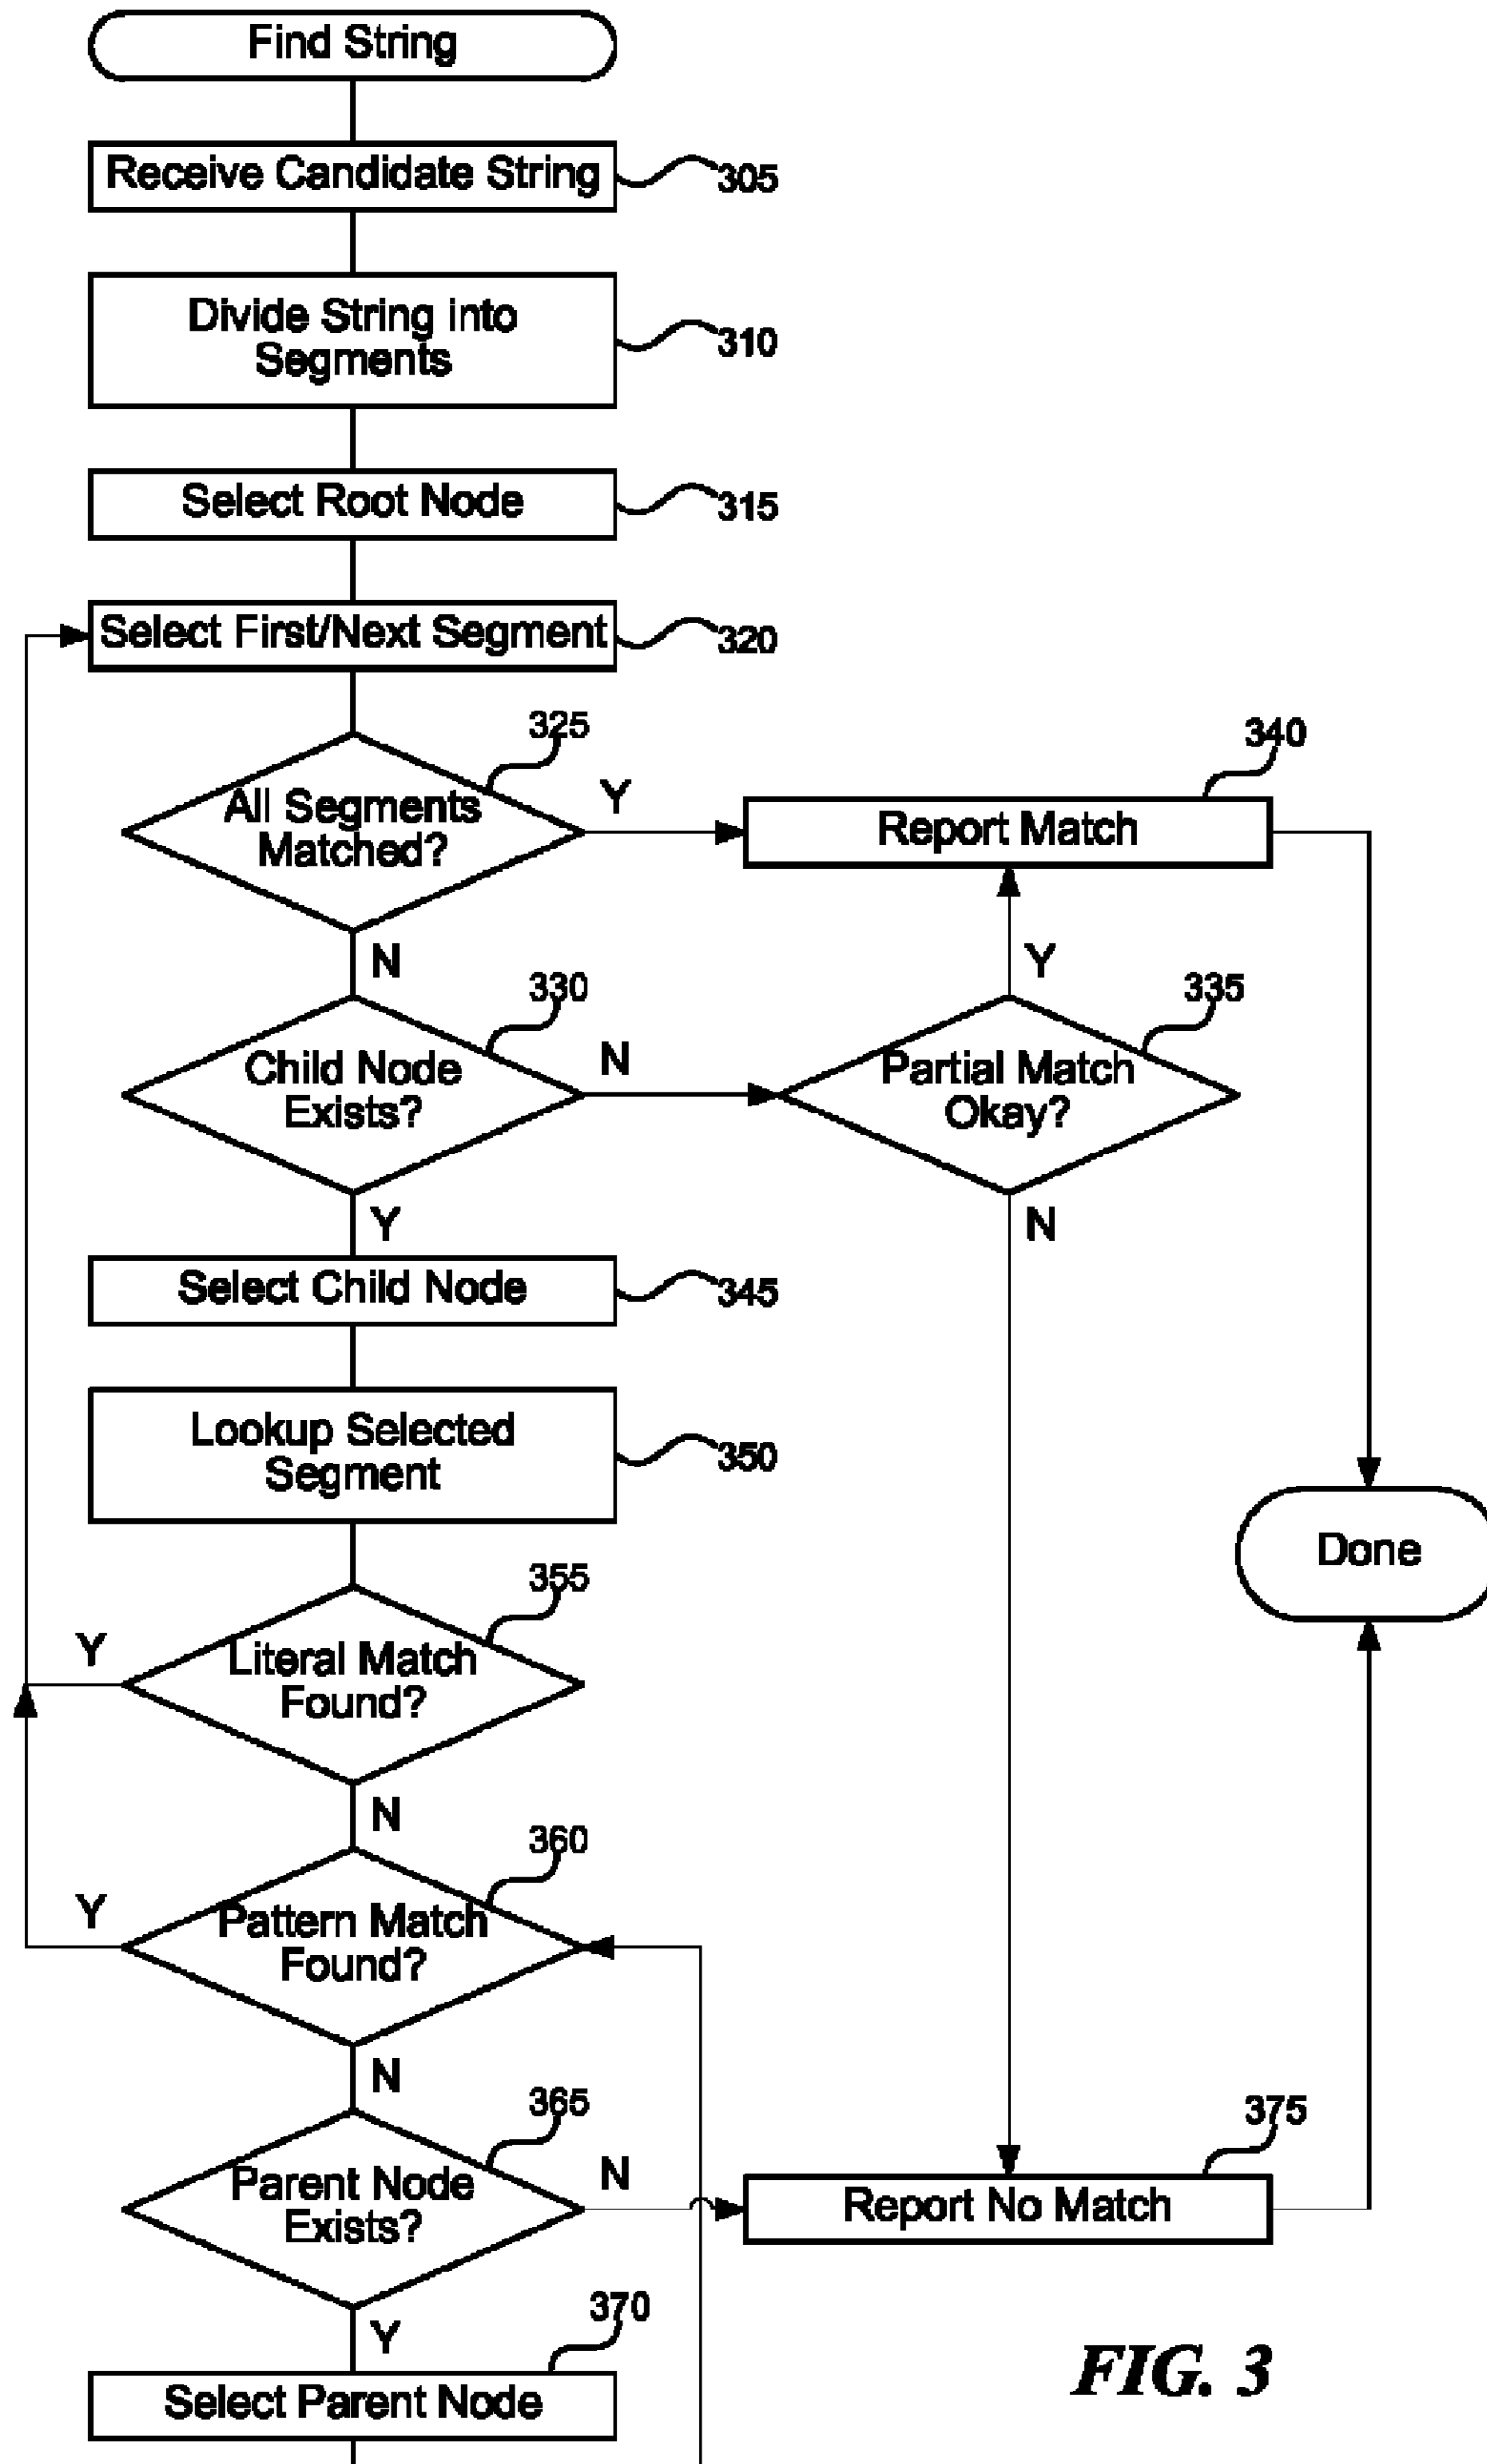 Find String
Receive Candidate String
305
Divide String into
Segments
310
Select Root Node
315
Select First/Next Segment
320
325
All Segments
Matched?
Y
340
Report Match
N
330
Child Node
Exists?
N
Y
335
Partial Match
Okay?
Y
N
Select Child Node
345
Lookup Selected
Segment
350
Done
355
Literal Match
Found?
Y
N
360
Pattern Match
Found?
Y
N
365
Parent Node
Exists?
N
375
Report No Match
Y
370
Select Parent Node
FIG. 3